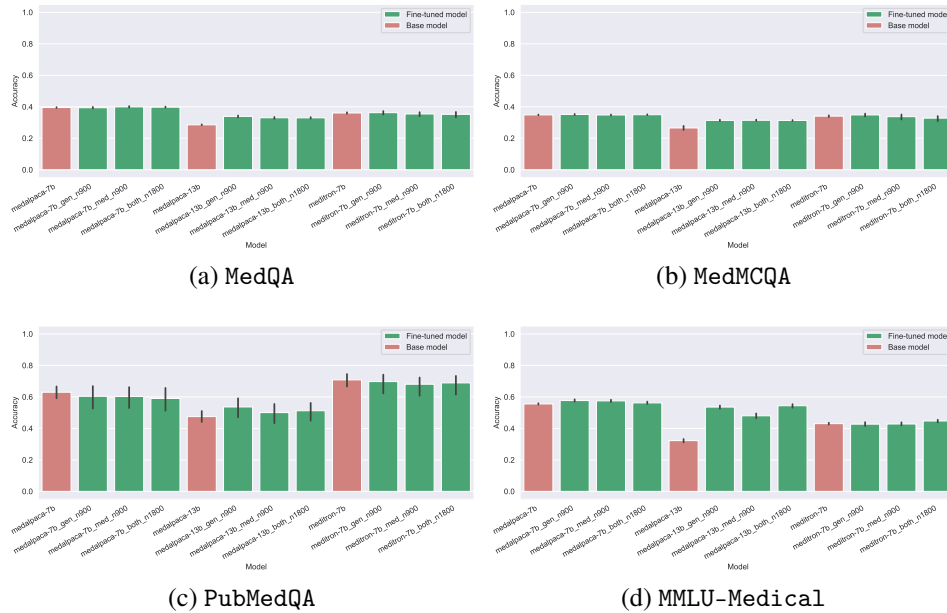 1.0
0.8
0.6
0.4
0.2
0.0
Accuracy
Fine-tuned model
Base model
medalpaca-7b
medalpaca-7b_gen_n900
medalpaca-7b_med_n900
medalpaca-7b_both_n1800
medalpaca-13b
medalpaca-13b_gen_n900
medalpaca-13b_med_n900
medalpaca-13b_both_n1800
meditron-7b
meditron-7b_gen_n900
meditron-7b_med_n900
meditron-7b_both_n1800
Model
(a) MedQA
1.0
0.8
0.6
0.4
0.2
0.0
Accuracy
Fine-tuned model
Base model
medalpaca-7b
medalpaca-7b_gen_n900
medalpaca-7b_med_n900
medalpaca-7b_both_n1800
medalpaca-13b
medalpaca-13b_gen_n900
medalpaca-13b_med_n900
medalpaca-13b_both_n1800
meditron-7b
meditron-7b_gen_n900
meditron-7b_med_n900
meditron-7b_both_n1800
Model
(b) MedMCQA
1.0
0.8
0.6
0.4
0.2
0.0
Accuracy
Fine-tuned model
Base model
medalpaca-7b
medalpaca-7b_gen_n900
medalpaca-7b_med_n900
medalpaca-7b_both_n1800
medalpaca-13b
medalpaca-13b_gen_n900
medalpaca-13b_med_n900
medalpaca-13b_both_n1800
meditron-7b
meditron-7b_gen_n900
meditron-7b_med_n900
meditron-7b_both_n1800
Model
(c) PubMedQA
1.0
0.8
0.6
0.4
0.2
0.0
Accuracy
Fine-tuned model
Base model
medalpaca-7b
medalpaca-7b_gen_n900
medalpaca-7b_med_n900
medalpaca-7b_both_n1800
medalpaca-13b
medalpaca-13b_gen_n900
medalpaca-13b_med_n900
medalpaca-13b_both_n1800
meditron-7b
meditron-7b_gen_n900
meditron-7b_med_n900
meditron-7b_both_n1800
Model
(d) MMLU-Medical